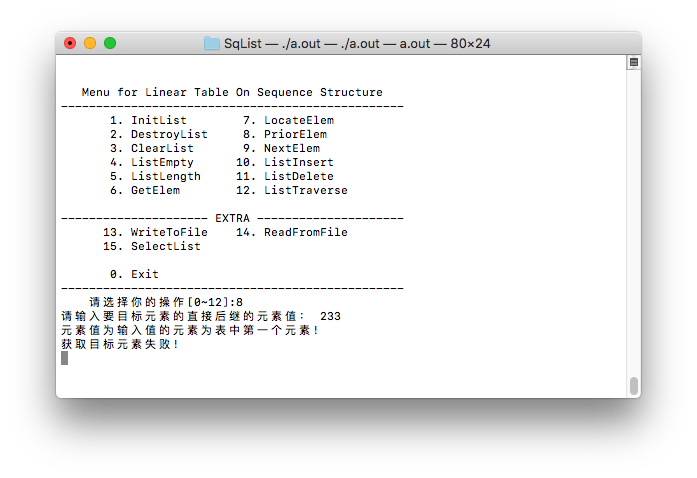 SqList — ./a.out — ./a.out — a.out — 80×24
Menu for Linear Table On Sequence Structure
-------------------------------------------------
1. InitList 7. LocateElem
2. DestroyList 8. PriorElem
3. ClearList 9. NextElem
4. ListEmpty 10. ListInsert
5. ListLength 11. ListDelete
6. GetElem 12. ListTraverse
--------------------- EXTRA ---------------------
13. WriteToFile 14. ReadFromFile
15. SelectList
0. Exit
-------------------------------------------------
请选择你的操作[0~12]:8
请输入要目标元素的直接后继的元素值： 233
元素值为输入值的元素为表中第一个元素！
获取目标元素失败！